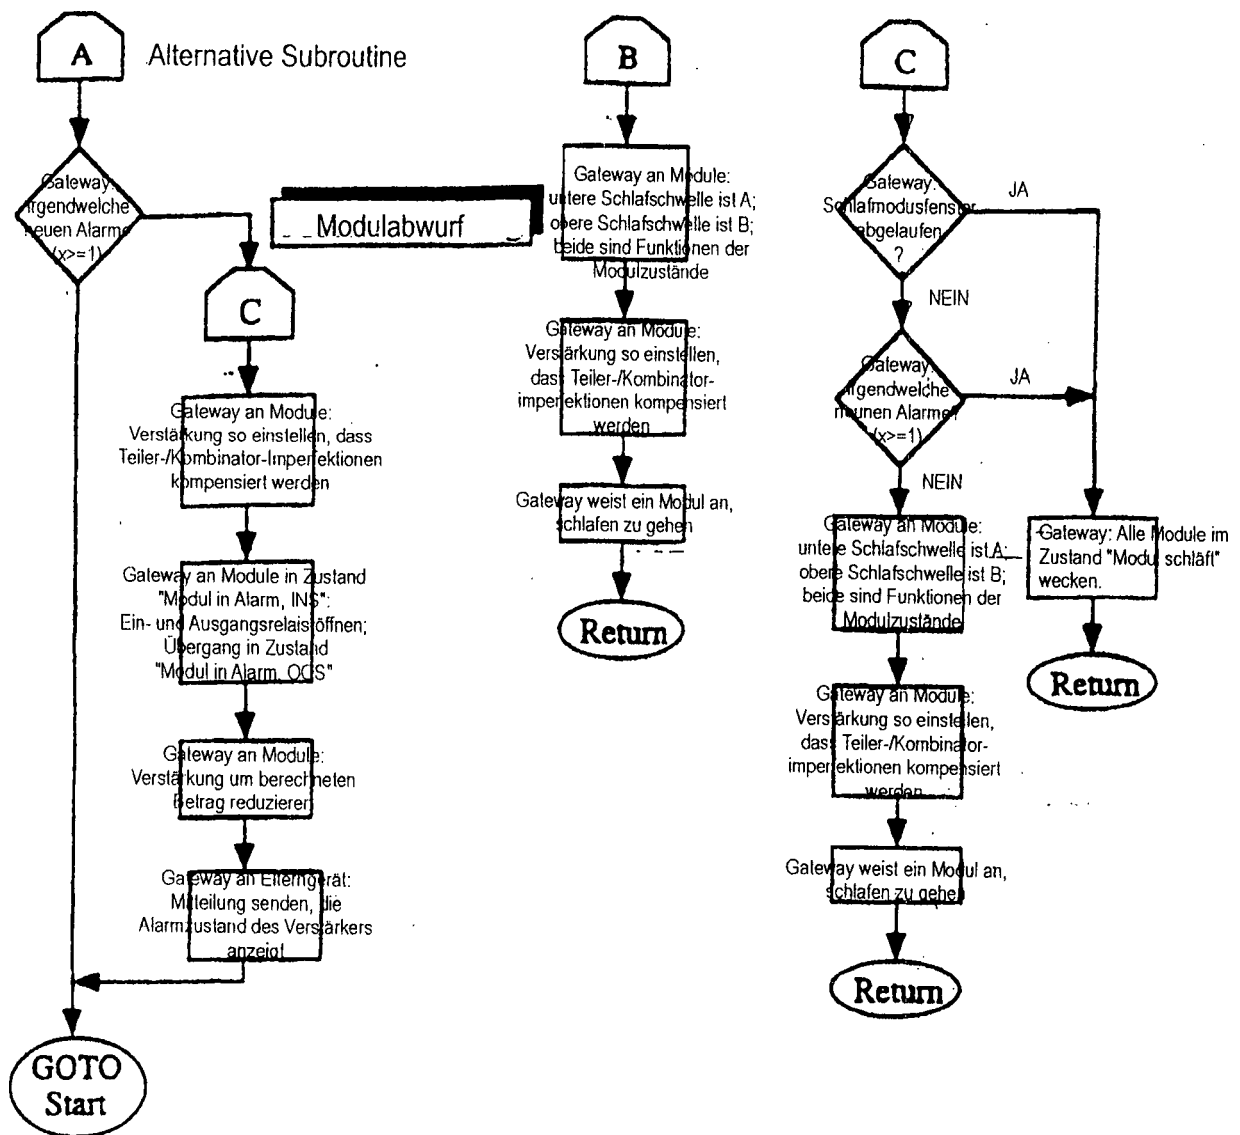 A
Alternative Subroutine
Gateway:
Irgendwelche
neuen Alarme
(x>=1)
C
Gateway an Module:
Verstärkung so einstellen, dass
Teiler-/Kombinator-Imperfektionen
kompensiert werden
Gateway an Module in Zustand
"Modul in Alarm, INS":
Ein- und Ausgangsrelais öffnen;
Übergang in Zustand
"Modul in Alarm, OOS"
Gateway an Module:
Verstärkung um berechneten
Betrag reduzieren
Gateway an Elterngerät:
Mitteilung senden, die
Alarmzustand des Verstärkers
anzeigt
GOTO
Start
Modulabwurf
B
Gateway an Module:
untere Schlafschwelle ist A;
obere Schlafschwelle ist B;
beide sind Funktionen der
Modulzustände
Gateway an Module:
Verstärkung so einstellen,
dass Teiler-/Kombinator-
imperfektionen kompensiert
werden
Gateway weist ein Modul an,
schlafen zu gehen
Return
C
Gateway:
Schlafmodusfenster
abgelaufen
?
JA
NEIN
Gateway:
Irgendwelche
neunen Alarme?
(x>=1)
JA
NEIN
Gateway an Module:
untere Schlafschwelle ist A;
obere Schlafschwelle ist B;
beide sind Funktionen der
Modulzustände
Gateway an Module:
Verstärkung so einstellen,
dass Teiler-/Kombinator-
imperfektionen kompensiert
werden
Gateway weist ein Modul an,
schlafen zu gehen
Return
Gateway: Alle Module im
Zustand "Modul schläft"
wecken.
Return